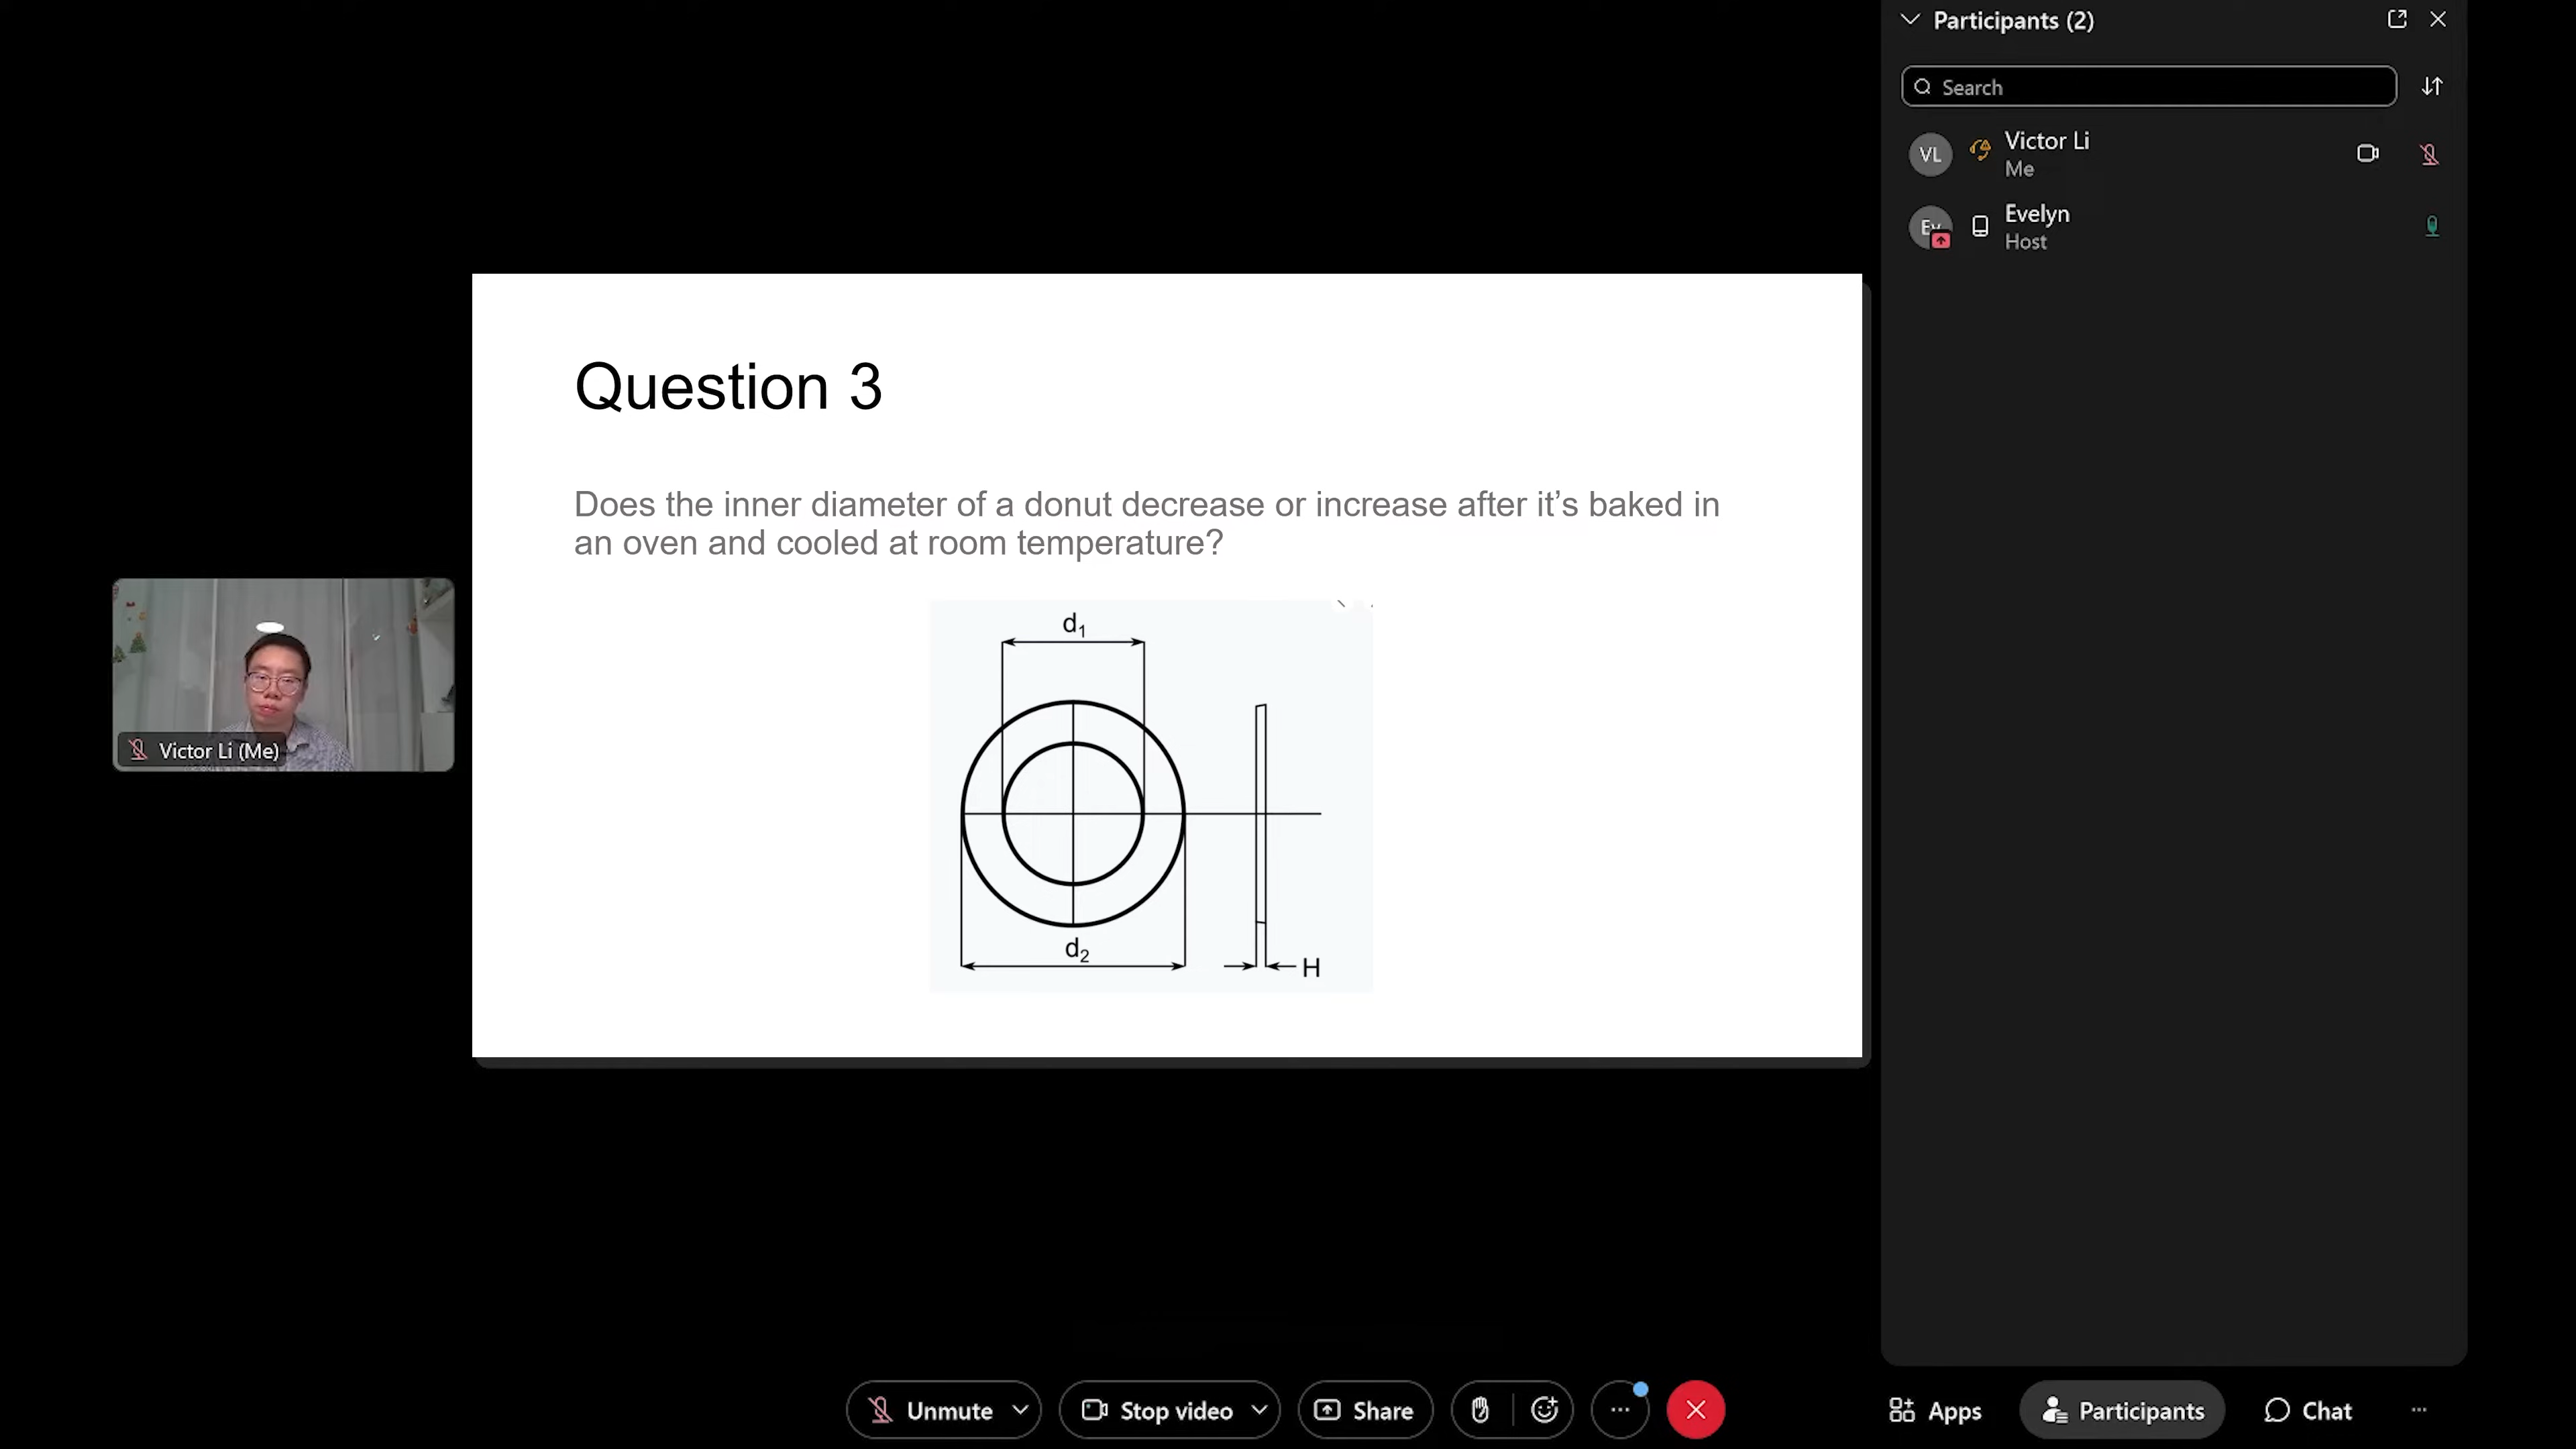 Participants (2)
Search
VL
Victor Li
Me
Ev
Evelyn
Host
Question 3
Does the inner diameter of a donut decrease or increase after it’s baked in
an oven and cooled at room temperature?
d1
d2
H
Victor Li (Me)
Unmute
Stop video
Share
Apps
Participants
Chat